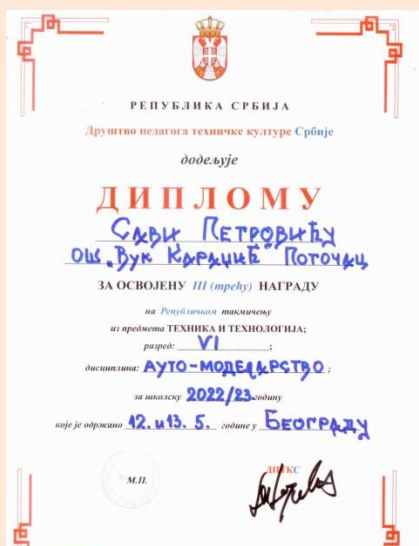 РЕПУБЛИКА СРБИЈА
Друштво педагога техничке културе Србије
додељује
ДИПЛОМУ
Сави Петровићу
ОШ „Вук Караџић" Поточац
ЗА ОСВОЈЕНУ III (трећу) НАГРАДУ
на Републичком такмичењу
из предмета ТЕХНИКА И ТЕХНОЛОГИЈА;
разред: VI ;
дисциплина: АУТО-МОДЕЛАРСТВО ;
за школску 2022/23. годину
које је одржано 12. и 13. 5. године у БЕОГРАДУ
М.П.